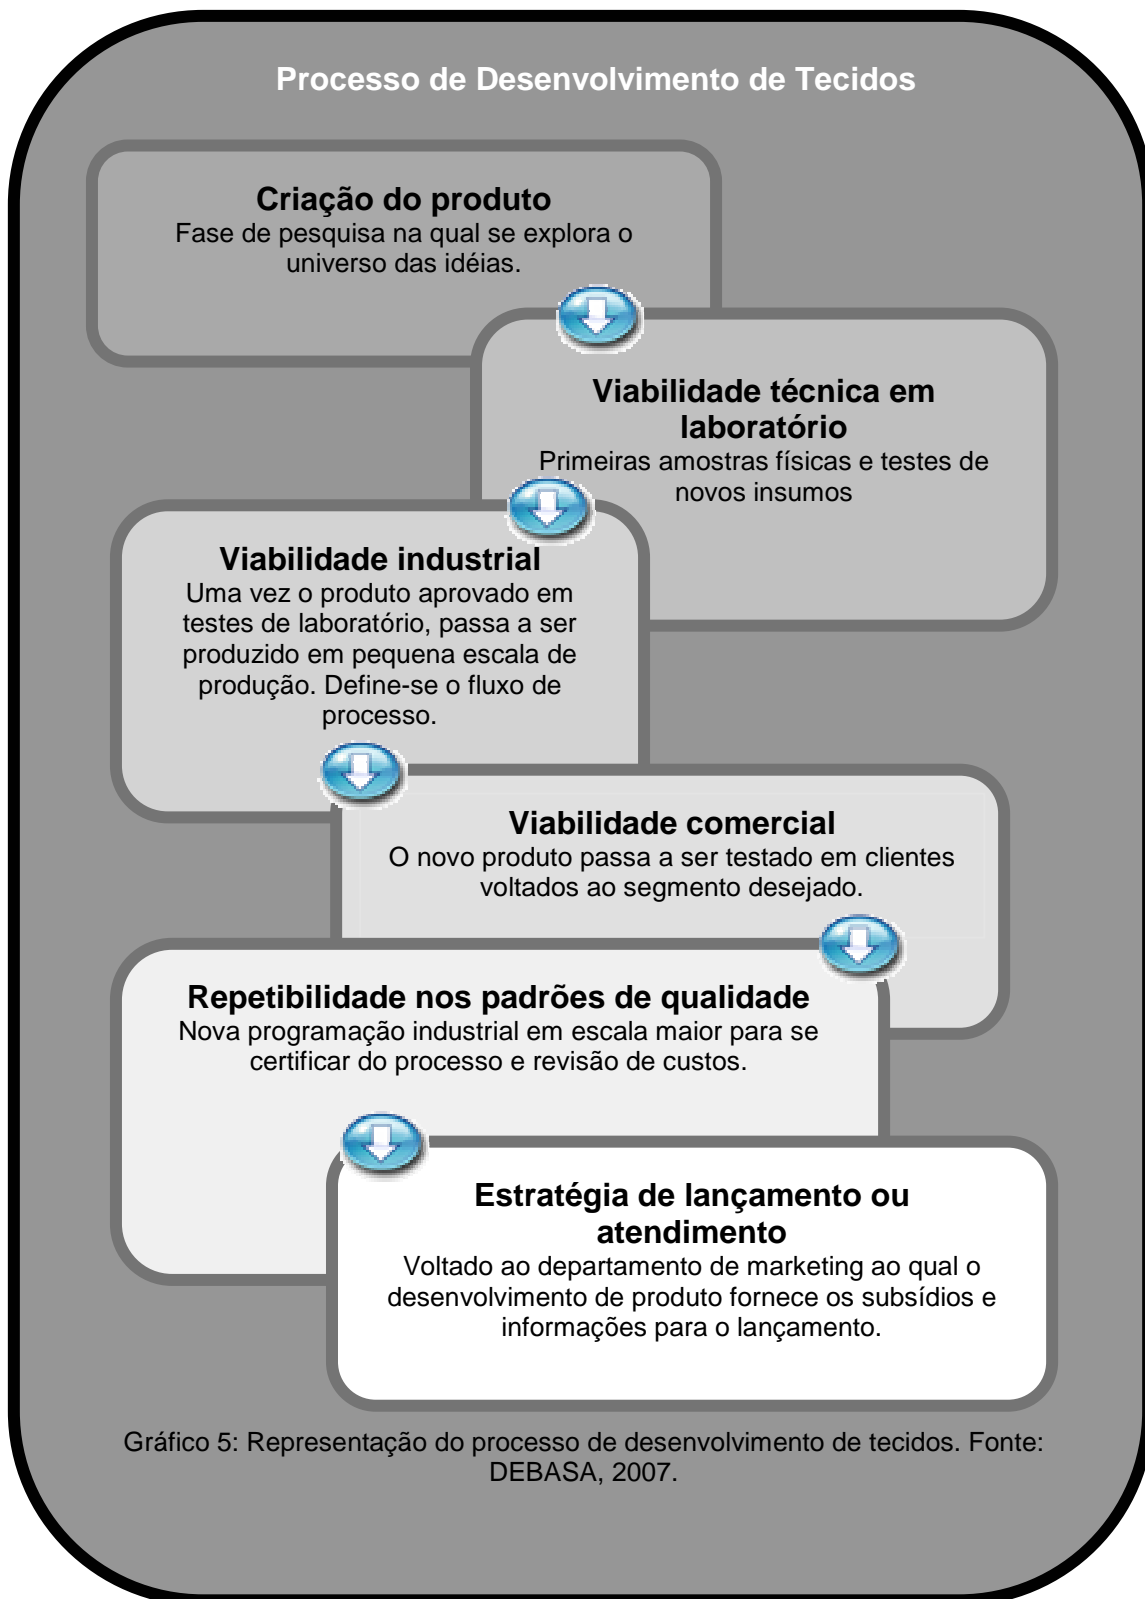 Processo de Desenvolvimento de Tecidos
Criação do produto
Fase de pesquisa na qual se explora o
universo das idéias.
Viabilidade técnica em
laboratório
Primeiras amostras físicas e testes de
novos insumos
Viabilidade industrial
Uma vez o produto aprovado em
testes de laboratório, passa a ser
produzido em pequena escala de
produção. Define-se o fluxo de
processo.
Viabilidade comercial
O novo produto passa a ser testado em clientes
voltados ao segmento desejado.
Repetibilidade nos padrões de qualidade
Nova programação industrial em escala maior para se
certificar do processo e revisão de custos.
Estratégia de lançamento ou
atendimento
Voltado ao departamento de marketing ao qual o
desenvolvimento de produto fornece os subsídios e
informações para o lançamento.
Gráfico 5: Representação do processo de desenvolvimento de tecidos. Fonte:
DEBASA, 2007.